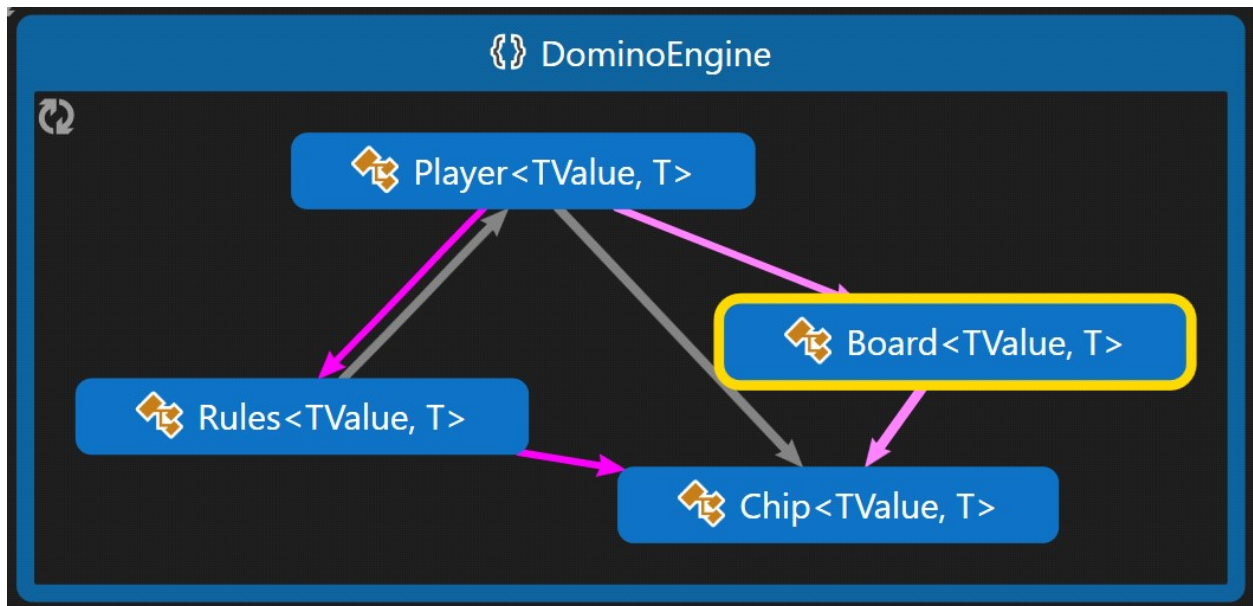 {} DominoEngine
Player<TValue, T>
Board<TValue, T>
Rules<TValue, T>
Chip<TValue, T>